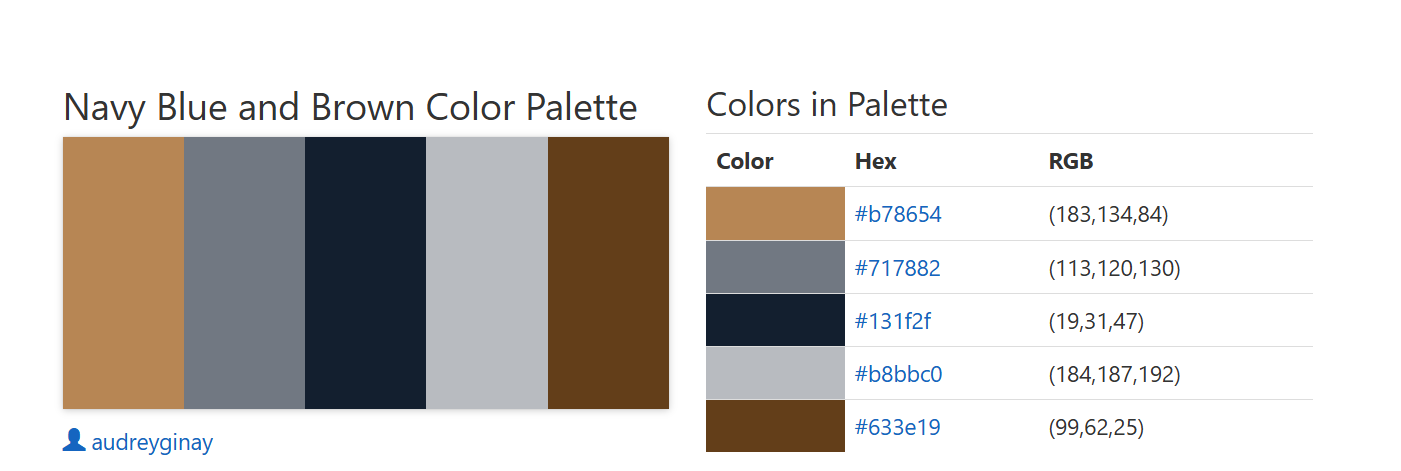 Navy Blue and Brown Color Palette
audreyginay
Colors in Palette
Color Hex RGB
#b78654 (183,134,84)
#717882 (113,120,130)
#131f2f (19,31,47)
#b8bbc0 (184,187,192)
#633e19 (99,62,25)